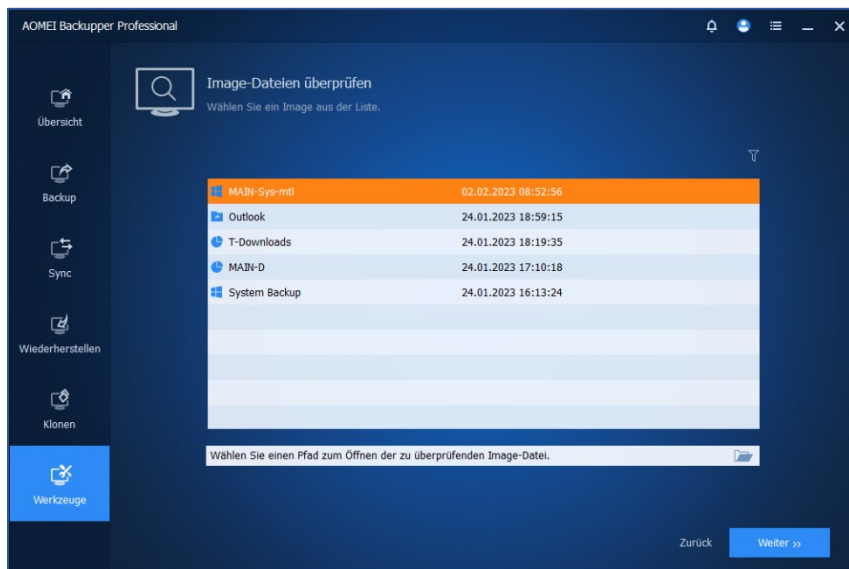 AOMEI Backupper Professional
Übersicht
Backup
Sync
Wiederherstellen
Klonen
Werkzeuge
Image-Dateien überprüfen
Wählen Sie ein Image aus der Liste.
MAIN-Sys-mtl 02.02.2023 08:52:56
Outlook 24.01.2023 18:59:15
T-Downloads 24.01.2023 18:19:35
MAIN-D 24.01.2023 17:10:18
System Backup 24.01.2023 16:13:24
Wählen Sie einen Pfad zum Öffnen der zu überprüfenden Image-Datei.
Zurück
Weiter »